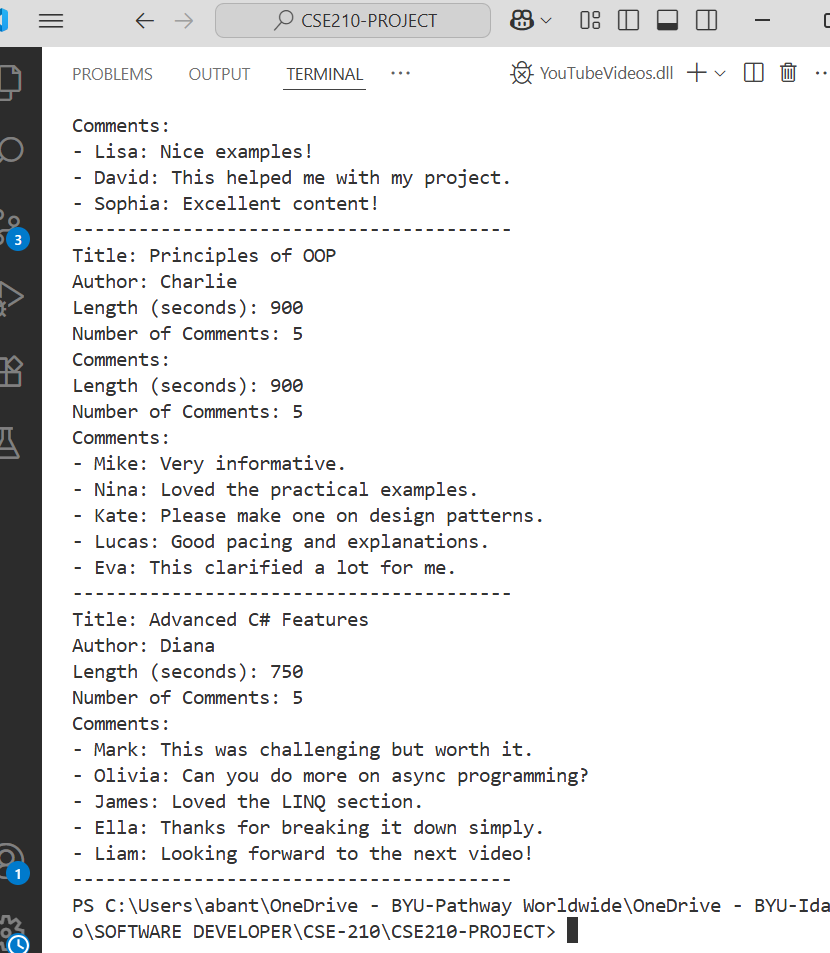 CSE210-PROJECT
PROBLEMS OUTPUT TERMINAL ··· YouTubeVideos.dll
Comments:
- Lisa: Nice examples!
- David: This helped me with my project.
- Sophia: Excellent content!
----------------------------------------
Title: Principles of OOP
Author: Charlie
Length (seconds): 900
Number of Comments: 5
Comments:
Length (seconds): 900
Number of Comments: 5
Comments:
- Mike: Very informative.
- Nina: Loved the practical examples.
- Kate: Please make one on design patterns.
- Lucas: Good pacing and explanations.
- Eva: This clarified a lot for me.
----------------------------------------
Title: Advanced C# Features
Author: Diana
Length (seconds): 750
Number of Comments: 5
Comments:
- Mark: This was challenging but worth it.
- Olivia: Can you do more on async programming?
- James: Loved the LINQ section.
- Ella: Thanks for breaking it down simply.
- Liam: Looking forward to the next video!
----------------------------------------
PS C:\Users\abant\OneDrive - BYU-Pathway Worldwide\OneDrive - BYU-Ida
o\SOFTWARE DEVELOPER\CSE-210\CSE210-PROJECT>
3
1